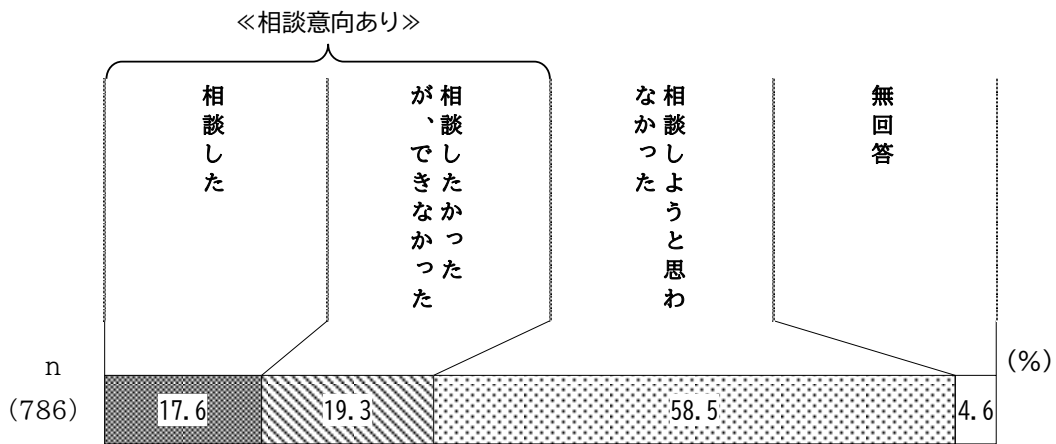 ≪相談意向あり≫
相談した
相談したかった
が、できなかった
相談しようと思わ
なかった
無回答
n
(%)
(786)
17.6
19.3
58.5
4.6